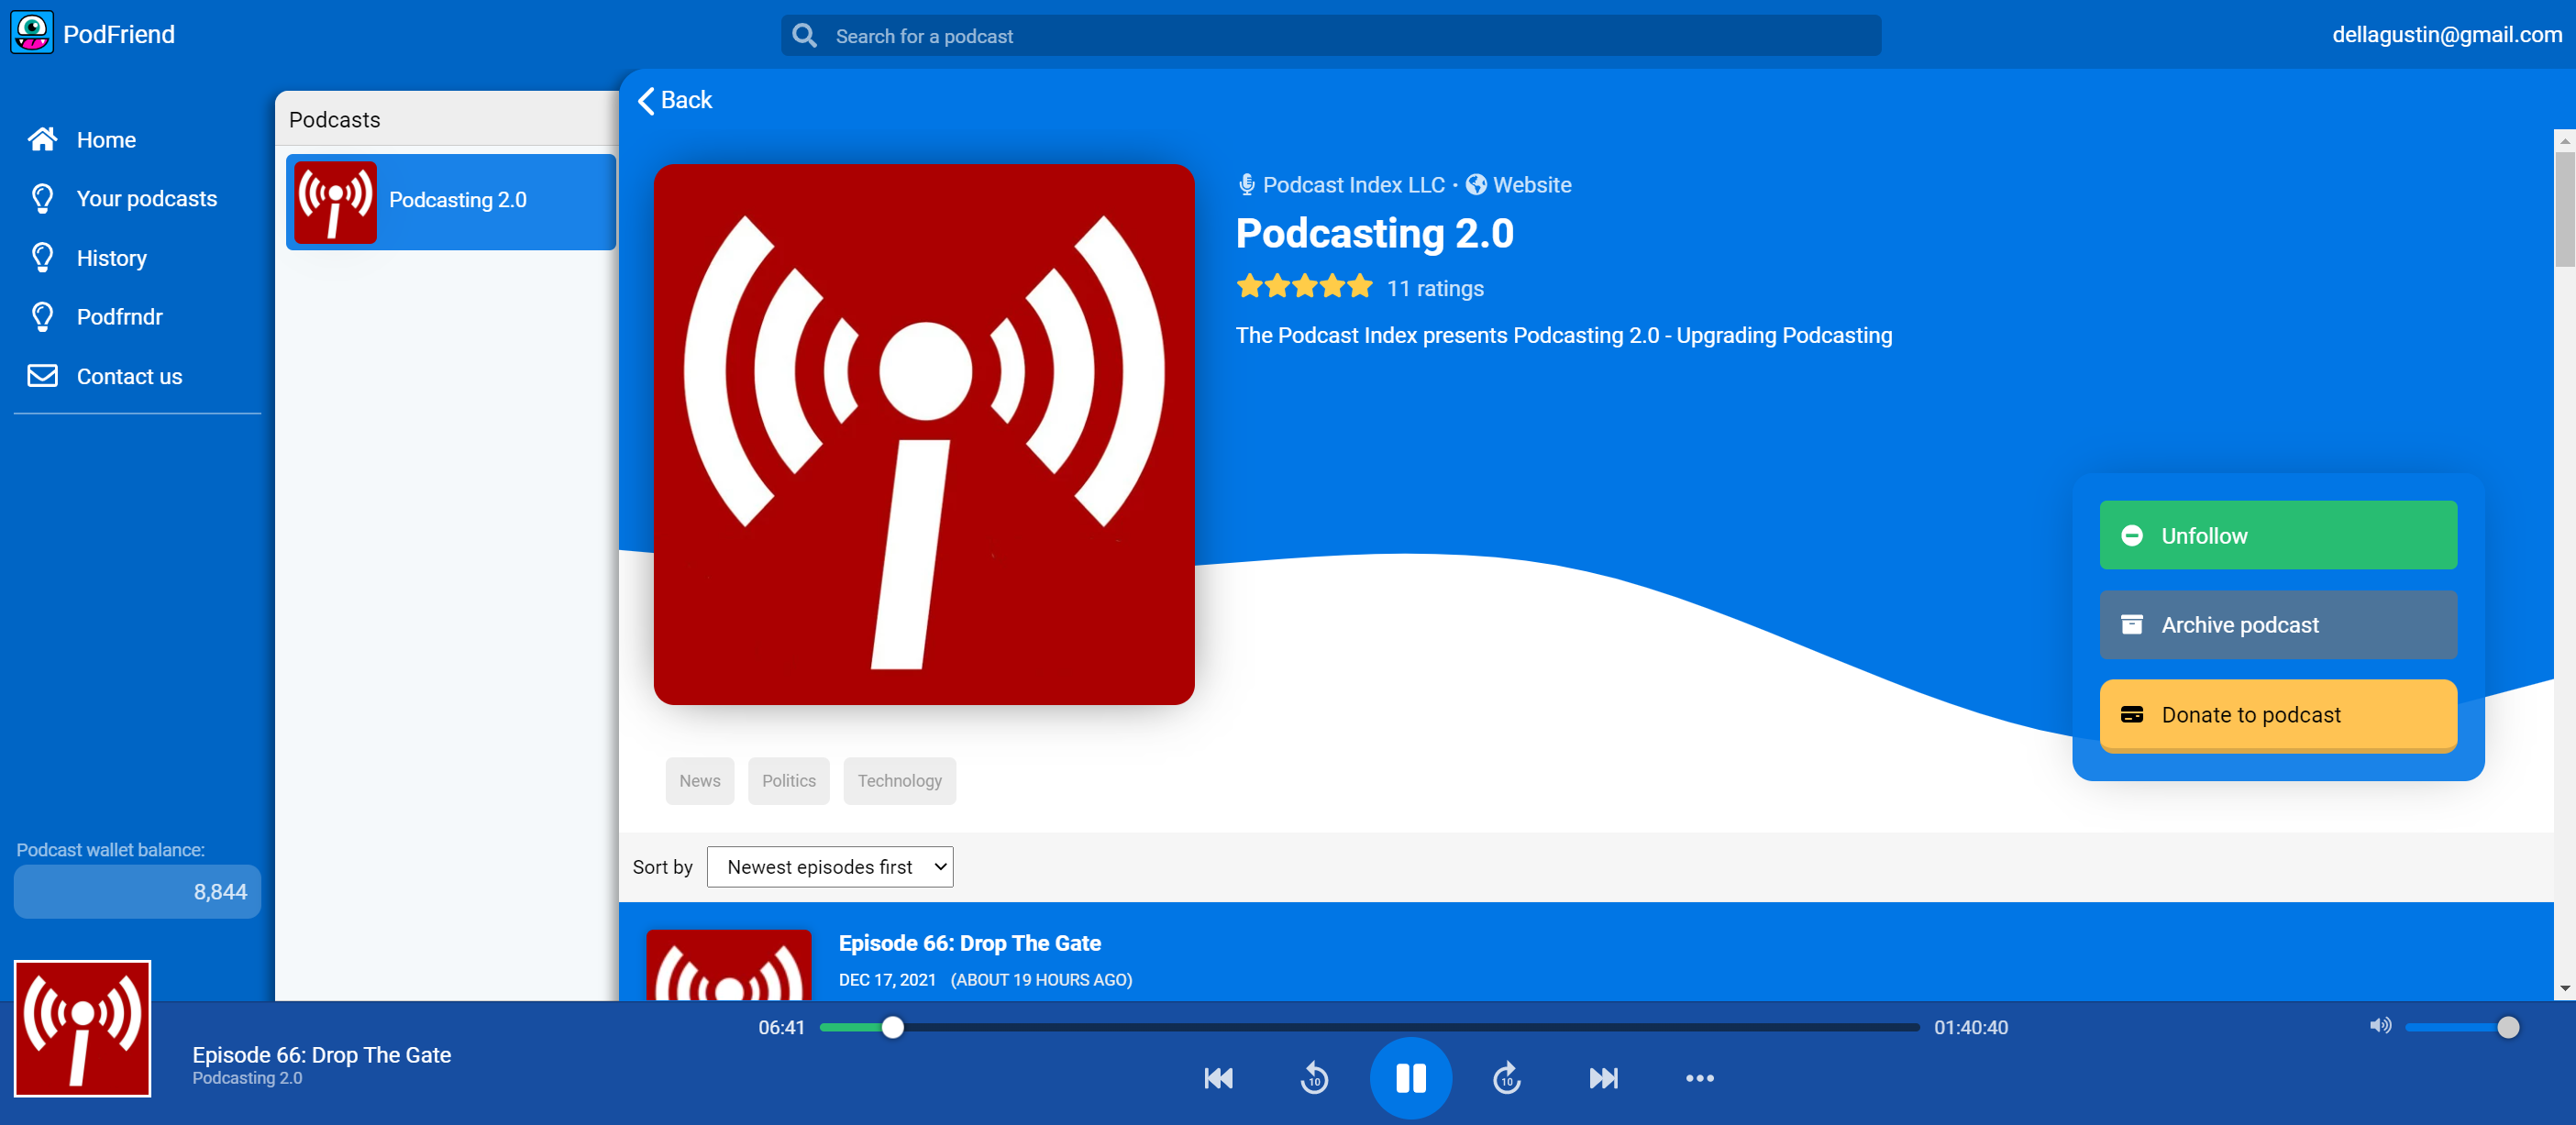 PodFriend
Search for a podcast
dellagustin@gmail.com
Home
Your podcasts
History
Podfrndr
Contact us
Podcast wallet balance:
8,844
Podcasts
Podcasting 2.0
Back
Podcast Index LLC • Website
Podcasting 2.0
11 ratings
The Podcast Index presents Podcasting 2.0 - Upgrading Podcasting
Unfollow
Archive podcast
Donate to podcast
News Politics Technology
Sort by Newest episodes first
Episode 66: Drop The Gate
DEC 17, 2021 (ABOUT 19 HOURS AGO)
Episode 66: Drop The Gate
Podcasting 2.0
06:41 01:40:40
10 10